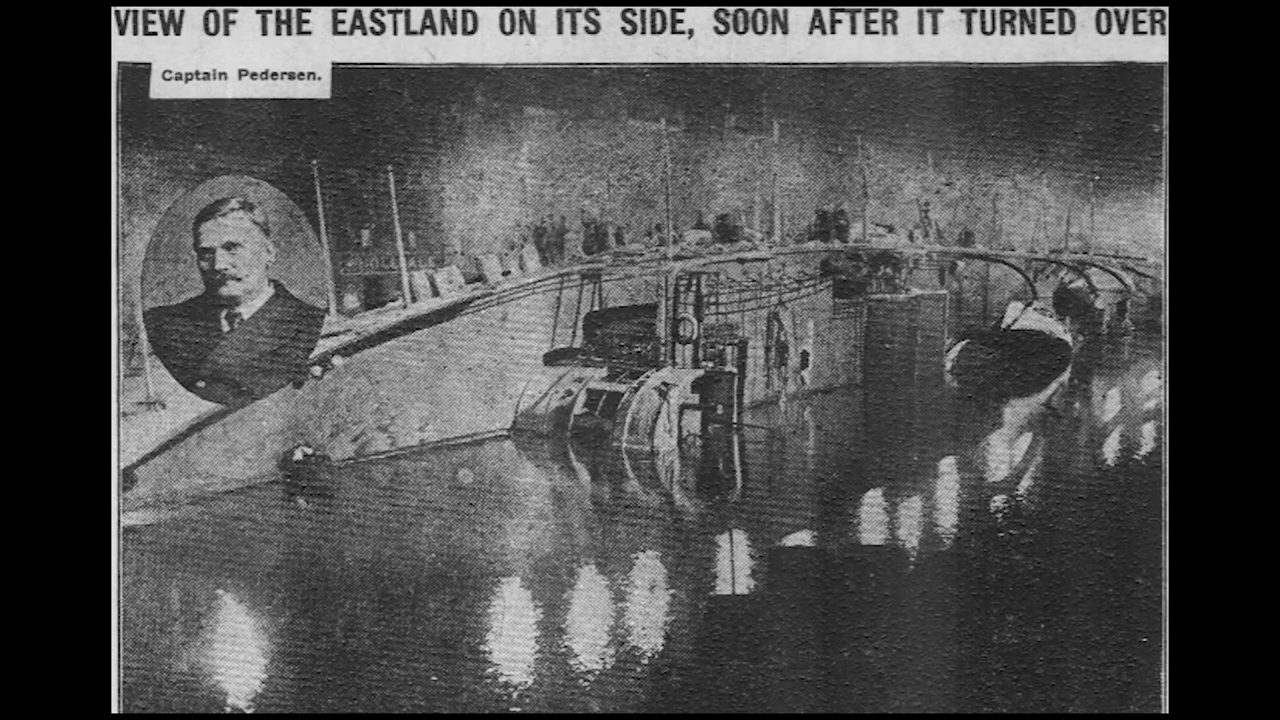 VIEW OF THE EASTLAND ON ITS SIDE, SOON AFTER IT TURNED OVER
Captain Pedersen.